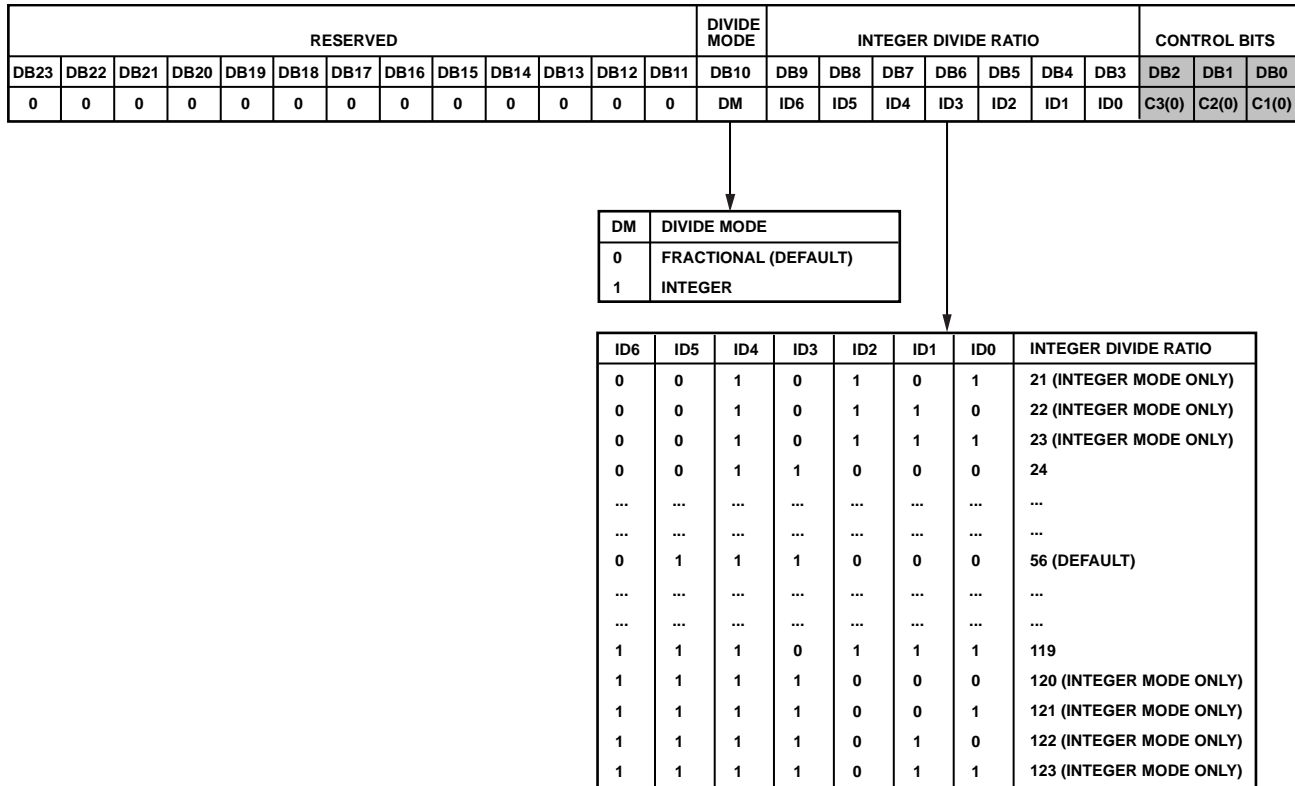 RESERVED DIVIDE MODE INTEGER DIVIDE RATIO CONTROL BITS
DB23 DB22 DB21 DB20 DB19 DB18 DB17 DB16 DB15 DB14 DB13 DB12 DB11 DB10 DB9 DB8 DB7 DB6 DB5 DB4 DB3 DB2 DB1 DB0
0 0 0 0 0 0 0 0 0 0 0 0 0 DM ID6 ID5 ID4 ID3 ID2 ID1 ID0 C3(0) C2(0) C1(0)
DM DIVIDE MODE
0 FRACTIONAL (DEFAULT)
1 INTEGER
ID6 ID5 ID4 ID3 ID2 ID1 ID0 INTEGER DIVIDE RATIO
0 0 1 0 1 0 1 21 (INTEGER MODE ONLY)
0 0 1 0 1 1 0 22 (INTEGER MODE ONLY)
0 0 1 0 1 1 1 23 (INTEGER MODE ONLY)
0 0 1 1 0 0 0 24
... ... ... ... ... ... ... ...
... ... ... ... ... ... ... ...
0 1 1 1 0 0 0 56 (DEFAULT)
... ... ... ... ... ... ... ...
... ... ... ... ... ... ... ...
1 1 1 0 1 1 1 119
1 1 1 1 0 0 0 120 (INTEGER MODE ONLY)
1 1 1 1 0 0 1 121 (INTEGER MODE ONLY)
1 1 1 1 0 1 0 122 (INTEGER MODE ONLY)
1 1 1 1 0 1 1 123 (INTEGER MODE ONLY)